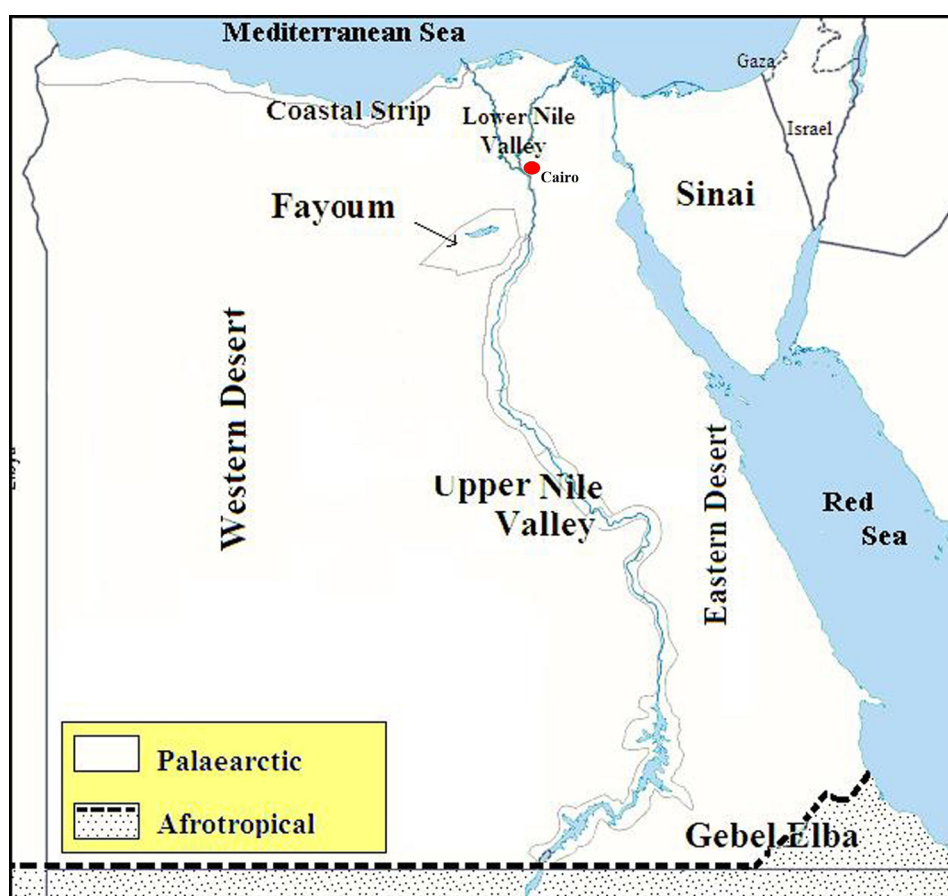 Mediterranean Sea
Gaza
Coastal Strip
Lower Nile
Valley
Israel
Cairo
Sinai
Fayoum
Western Desert
Eastern Desert
Upper Nile
Valley
Red
Sea
Palaearctic
Afrotropical
Gebel Elba